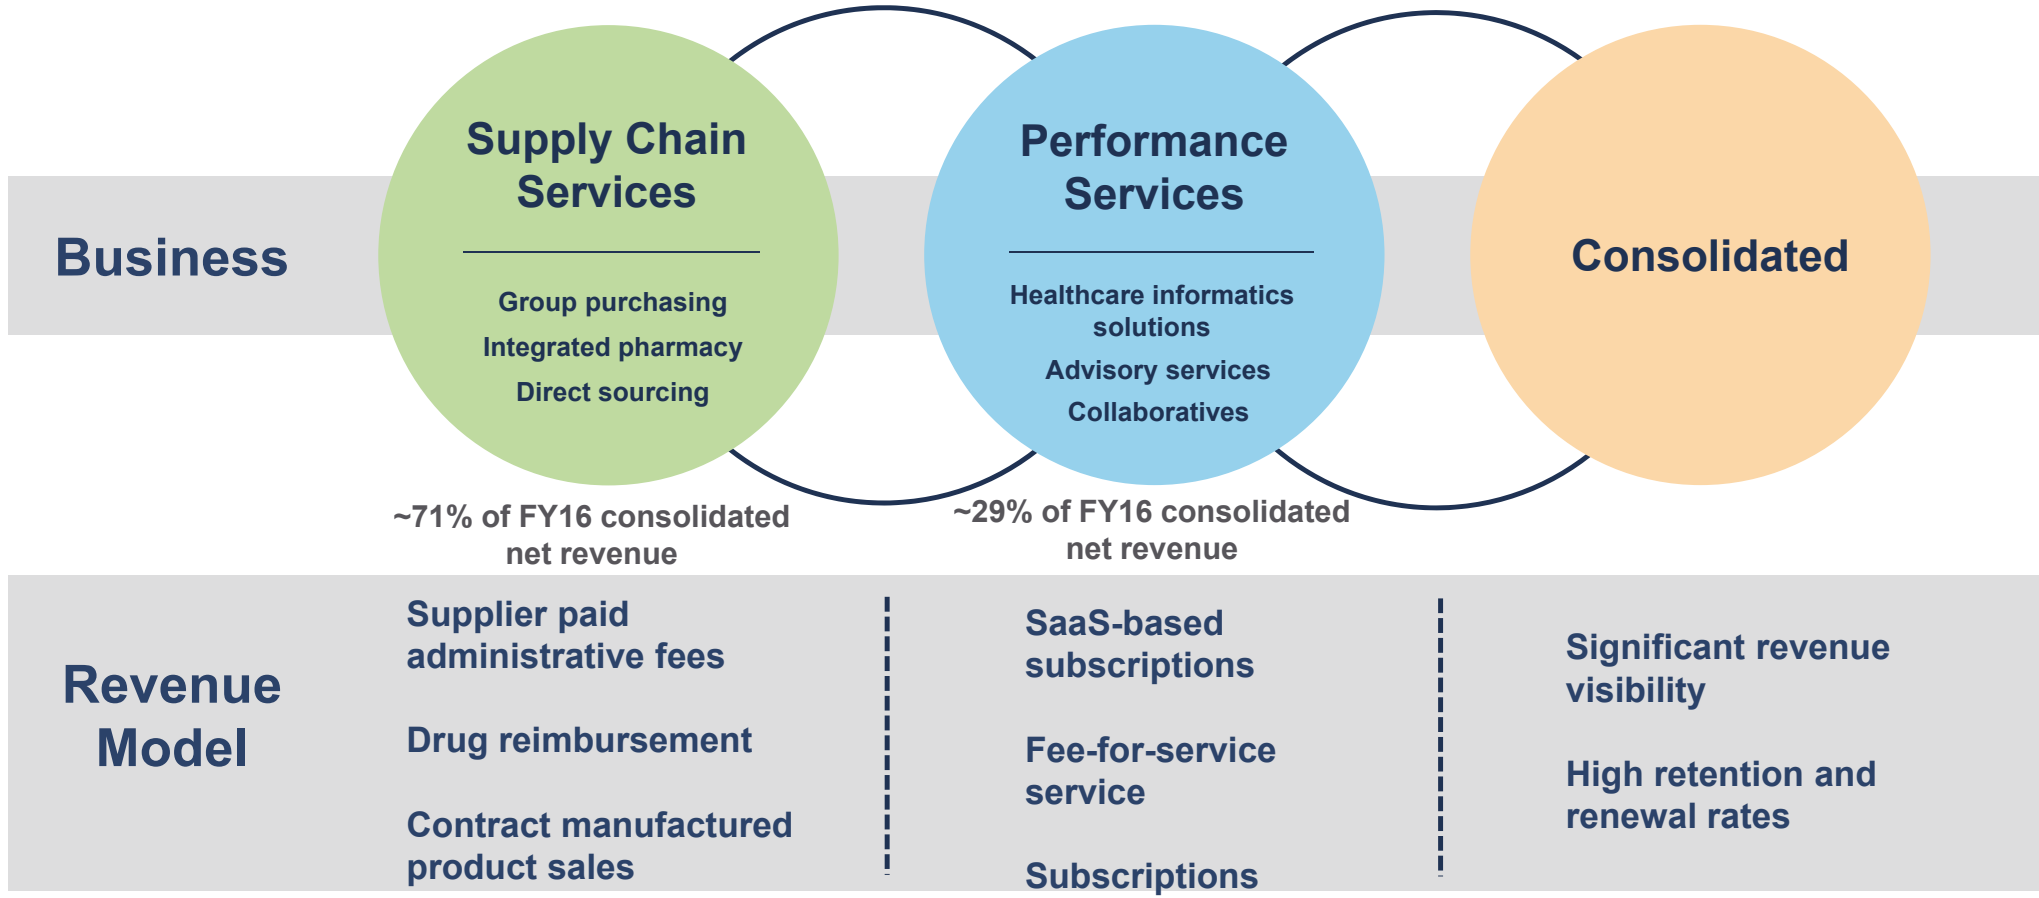 Business
Supply Chain
Services
Group purchasing
Integrated pharmacy
Direct sourcing
~71% of FY16 consolidated
net revenue
Performance
Services
Healthcare informatics
solutions
Advisory services
Collaboratives
~29% of FY16 consolidated
net revenue
Consolidated
Revenue
Model
Supplier paid
administrative fees
Drug reimbursement
Contract manufactured
product sales
SaaS-based
subscriptions
Fee-for-service
service
Subscriptions
Significant revenue
visibility
High retention and
renewal rates